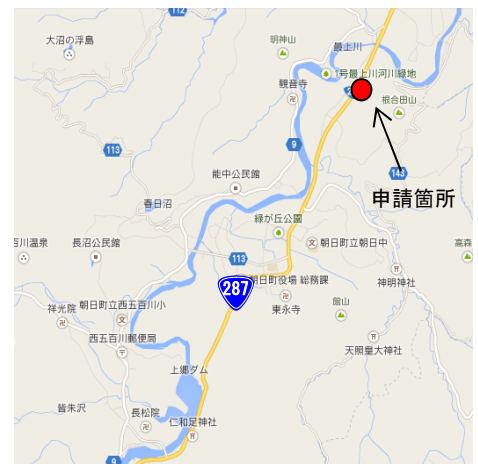 112
大沼の浮島
明神山
最上川
1号最上川河川緑地
観音寺
根合田山
9
113
143
能中公民館
申請箇所
春日沼
緑が丘公園
百川温泉
長沼公民館
朝日町立朝日中
高森
113
朝日町役場 総務課
287
神明神社
祥光院
朝日町立西五百川小
東永寺
館山
西五百川郵便局
天照皇大神社
上郷ダム
皆朱沢
長松院
仁和足神社
9